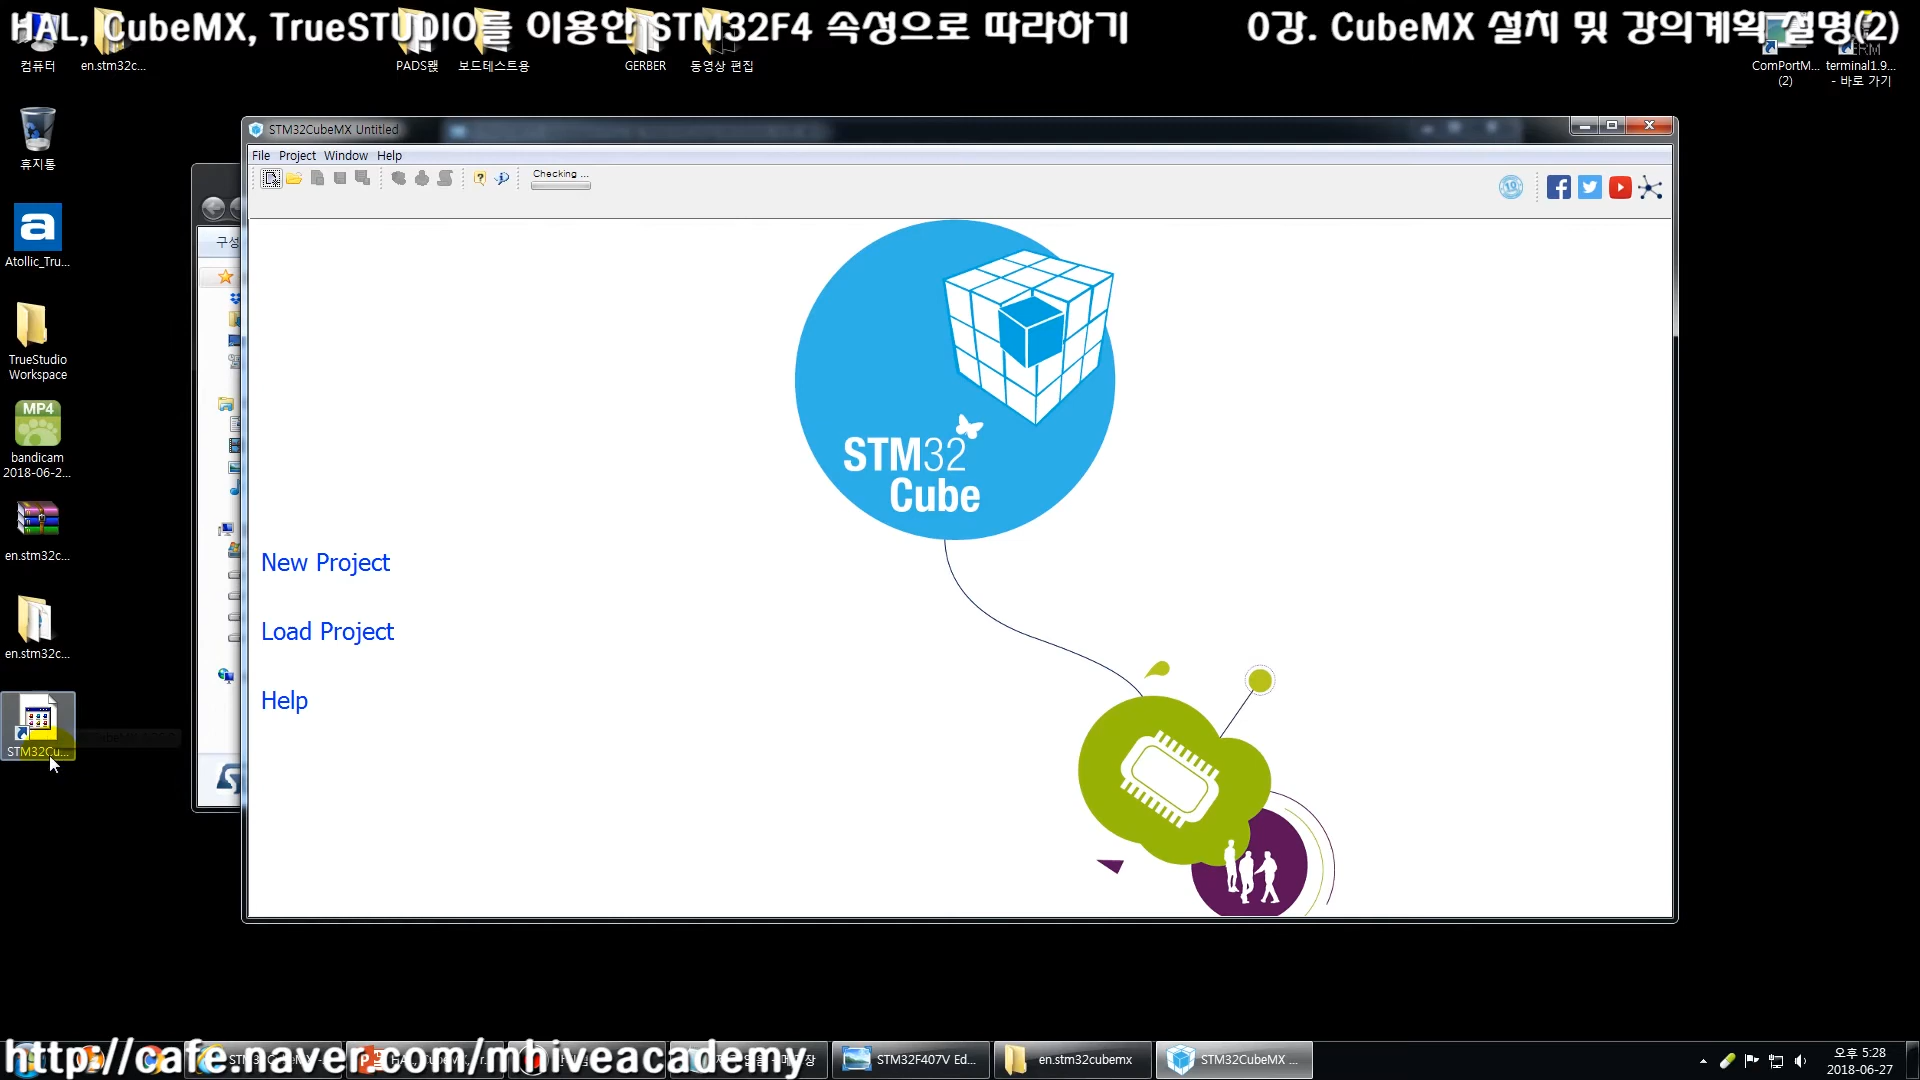 HAL, CubeMX, TrueSTUDIO를 이용한 STM32F4 속성으로 따라하기
0강. CubeMX 설치 및 강의계획 설명(2)
컴퓨터
en.stm32c...
PADS뷁
보드테스트용
GERBER
동영상 편집
ComPortM...
(2)
terminal1.9...
- 바로 가기
휴지통
Atollic_Tru...
TrueStudio
Workspace
MP4
bandicam
2018-06-2...
en.stm32c...
en.stm32c...
STM32Cu...
구성
STM32CubeMX Untitled
File Project Window Help
Checking ...
STM32
Cube
New Project
Load Project
Help
http://cafe.naver.com/mhiveacademy
STM32F407V Ed...
en.stm32cubemx
STM32CubeMX ...
오후 5:28
2018-06-27